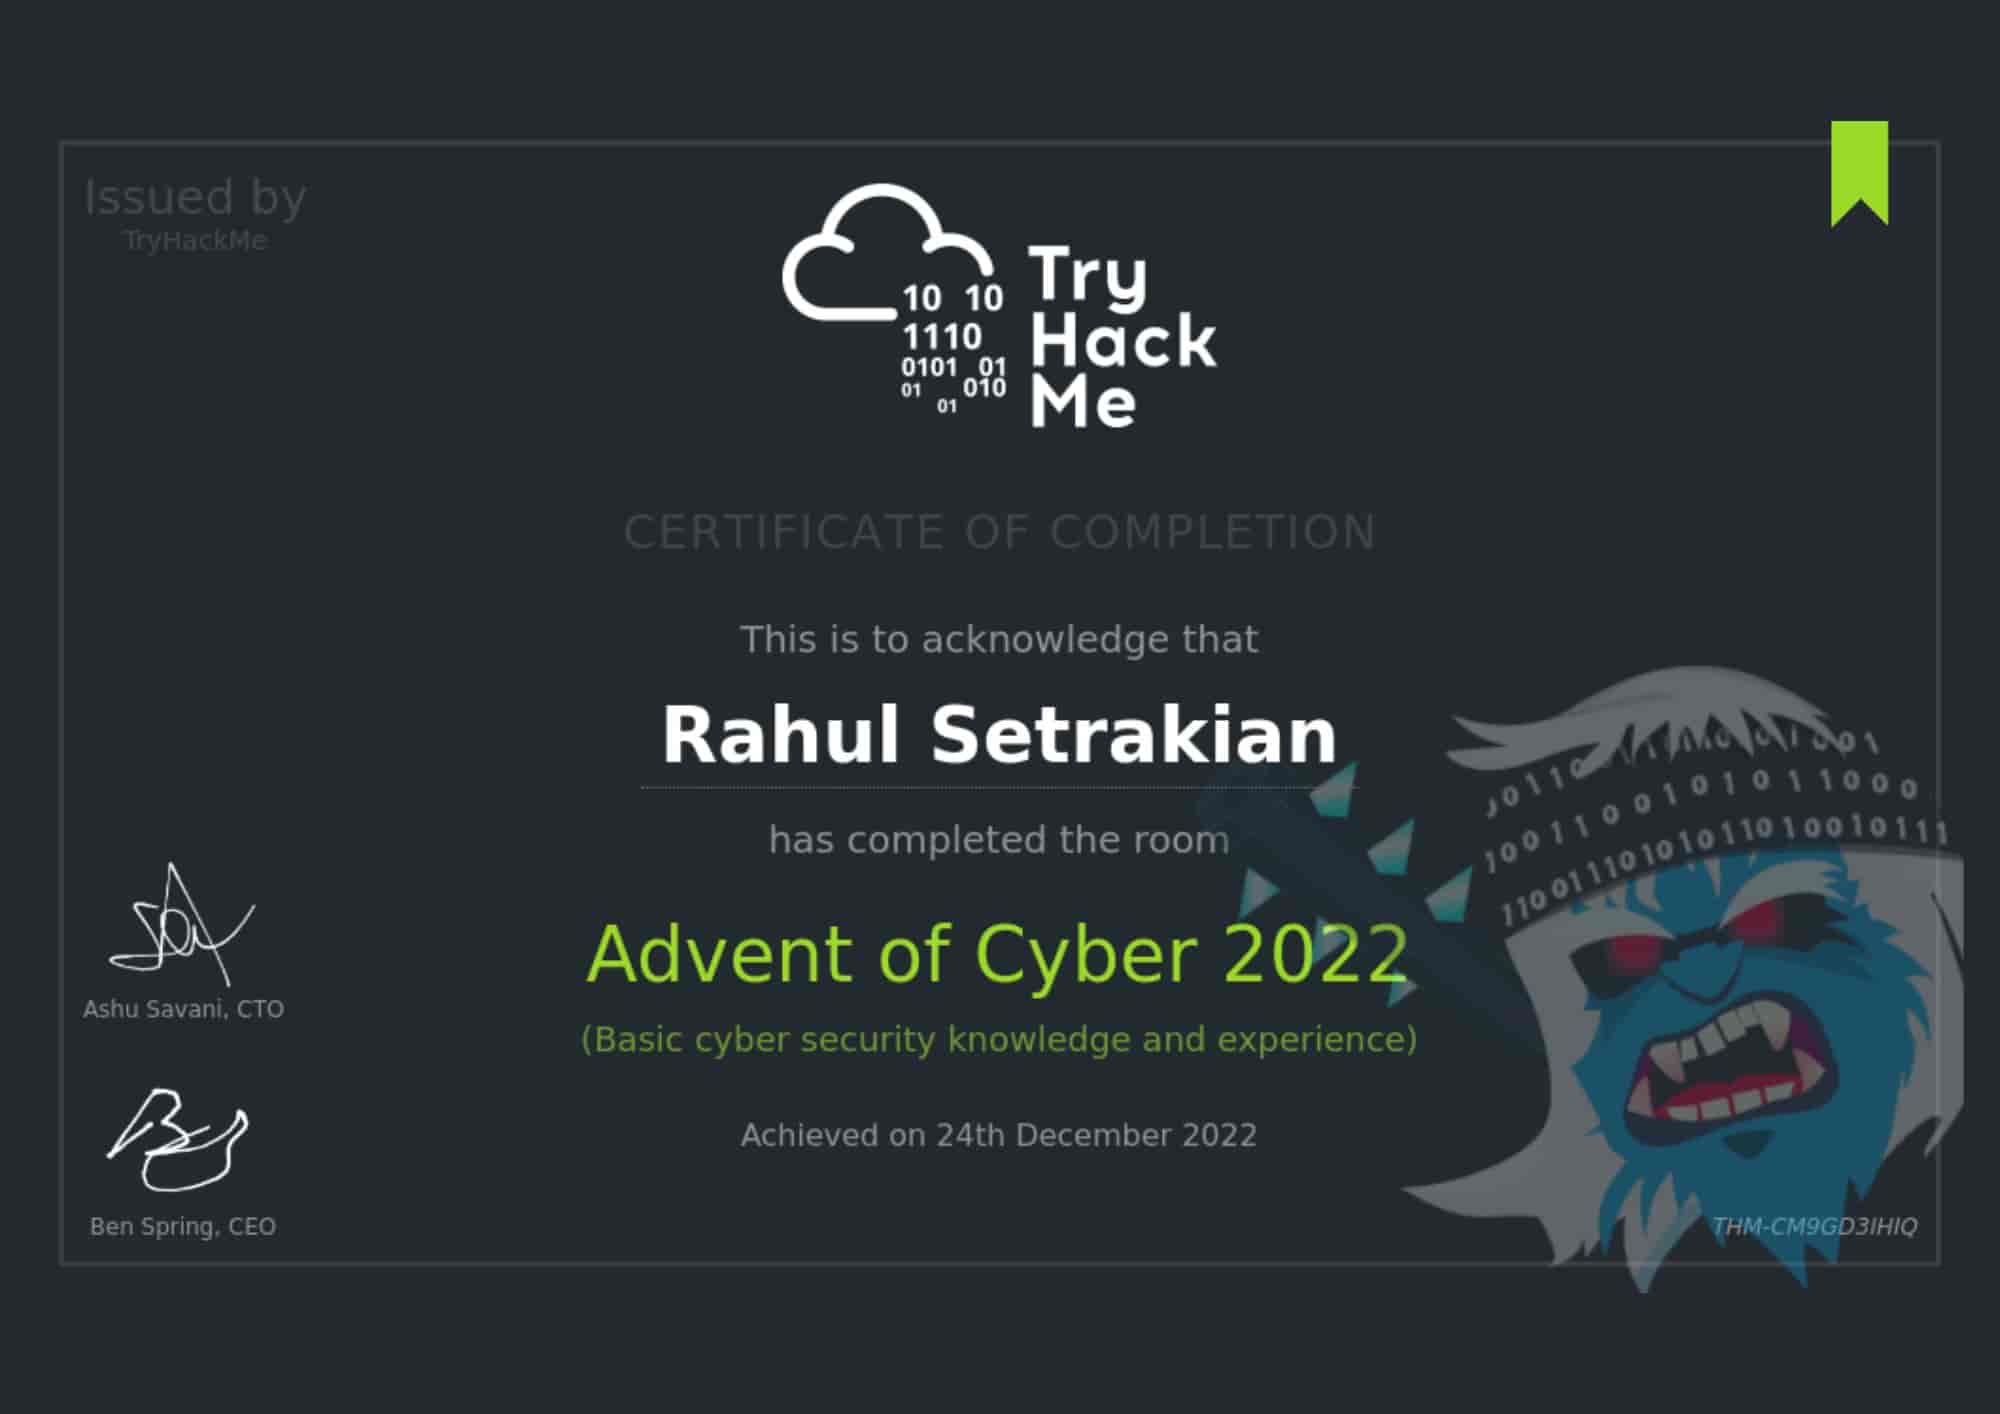 Issued by
TryHackMe
10 10
1110
0101 01
01 010
01
Try
Hack
Me
CERTIFICATE OF COMPLETION
This is to acknowledge that
Rahul Setrakian
has completed the room
Advent of Cyber 2022
(Basic cyber security knowledge and experience)
Achieved on 24th December 2022
Ashu Savani, CTO
Ben Spring, CEO
THM-CM9GD3IHIQ